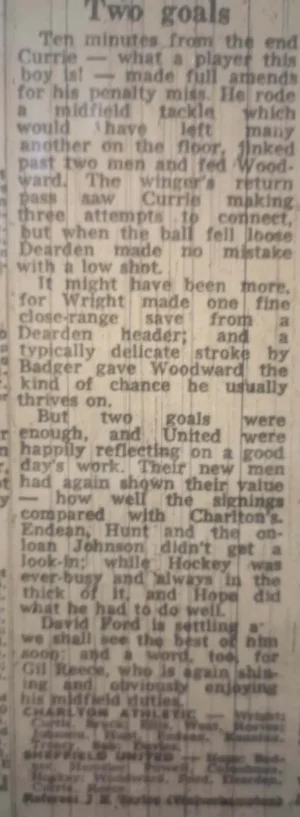 Two goals
Ten minutes from the end
Currie — what a player this
boy is! — made full amends
for his penalty miss. He rode
a midfield tackle which
would have left many
another on the floor, jinked
past two men and fed Wood-
ward. The winger's return
pass saw Currie making
three attempts to connect,
but when the ball fell loose
Dearden made no mistake
with a low shot.
It might have been more,
for Wright made one fine
close-range save from a
Dearden header; and a
typically delicate stroke by
Badger gave Woodward the
kind of chance he usually
thrives on.
But two goals were
enough, and United were
happily reflecting on a good
day's work. Their new men
had again shown their value
— how well the signings
compared with Charlton's.
Endean, Hunt and the on-
loan Johnson didn't get a
look-in; while Hockey was
ever-busy and always in the
thick of it, and Hope did
what he had to do well.
David Ford is settling
we shall see the best of him
soon; and a word, too, for
Gil Reece, who is again shin-
ing and obviously enjoying
his midfield duties.
CHARLTON ATHLETIC — Wright;
SHEFFIELD UNITED — Hope; Bad-
Hockey; Woodward, Ford, Dearden,
Currie, Reece.
Referee: J